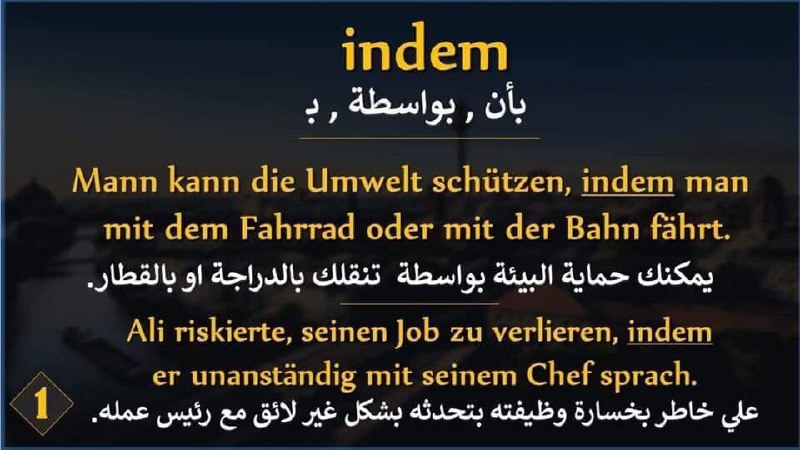 indem
بأن , بواسطة , بـ
Mann kann die Umwelt schützen, indem man
mit dem Fahrrad oder mit der Bahn fährt.
يمكنك حماية البيئة بواسطة تنقلك بالدراجة او بالقطار.
Ali riskierte, seinen Job zu verlieren, indem
er unanständig mit seinem Chef sprach.
علي خاطر بخسارة وظيفته بتحدثه بشكل غير لائق مع رئيس عمله.
1